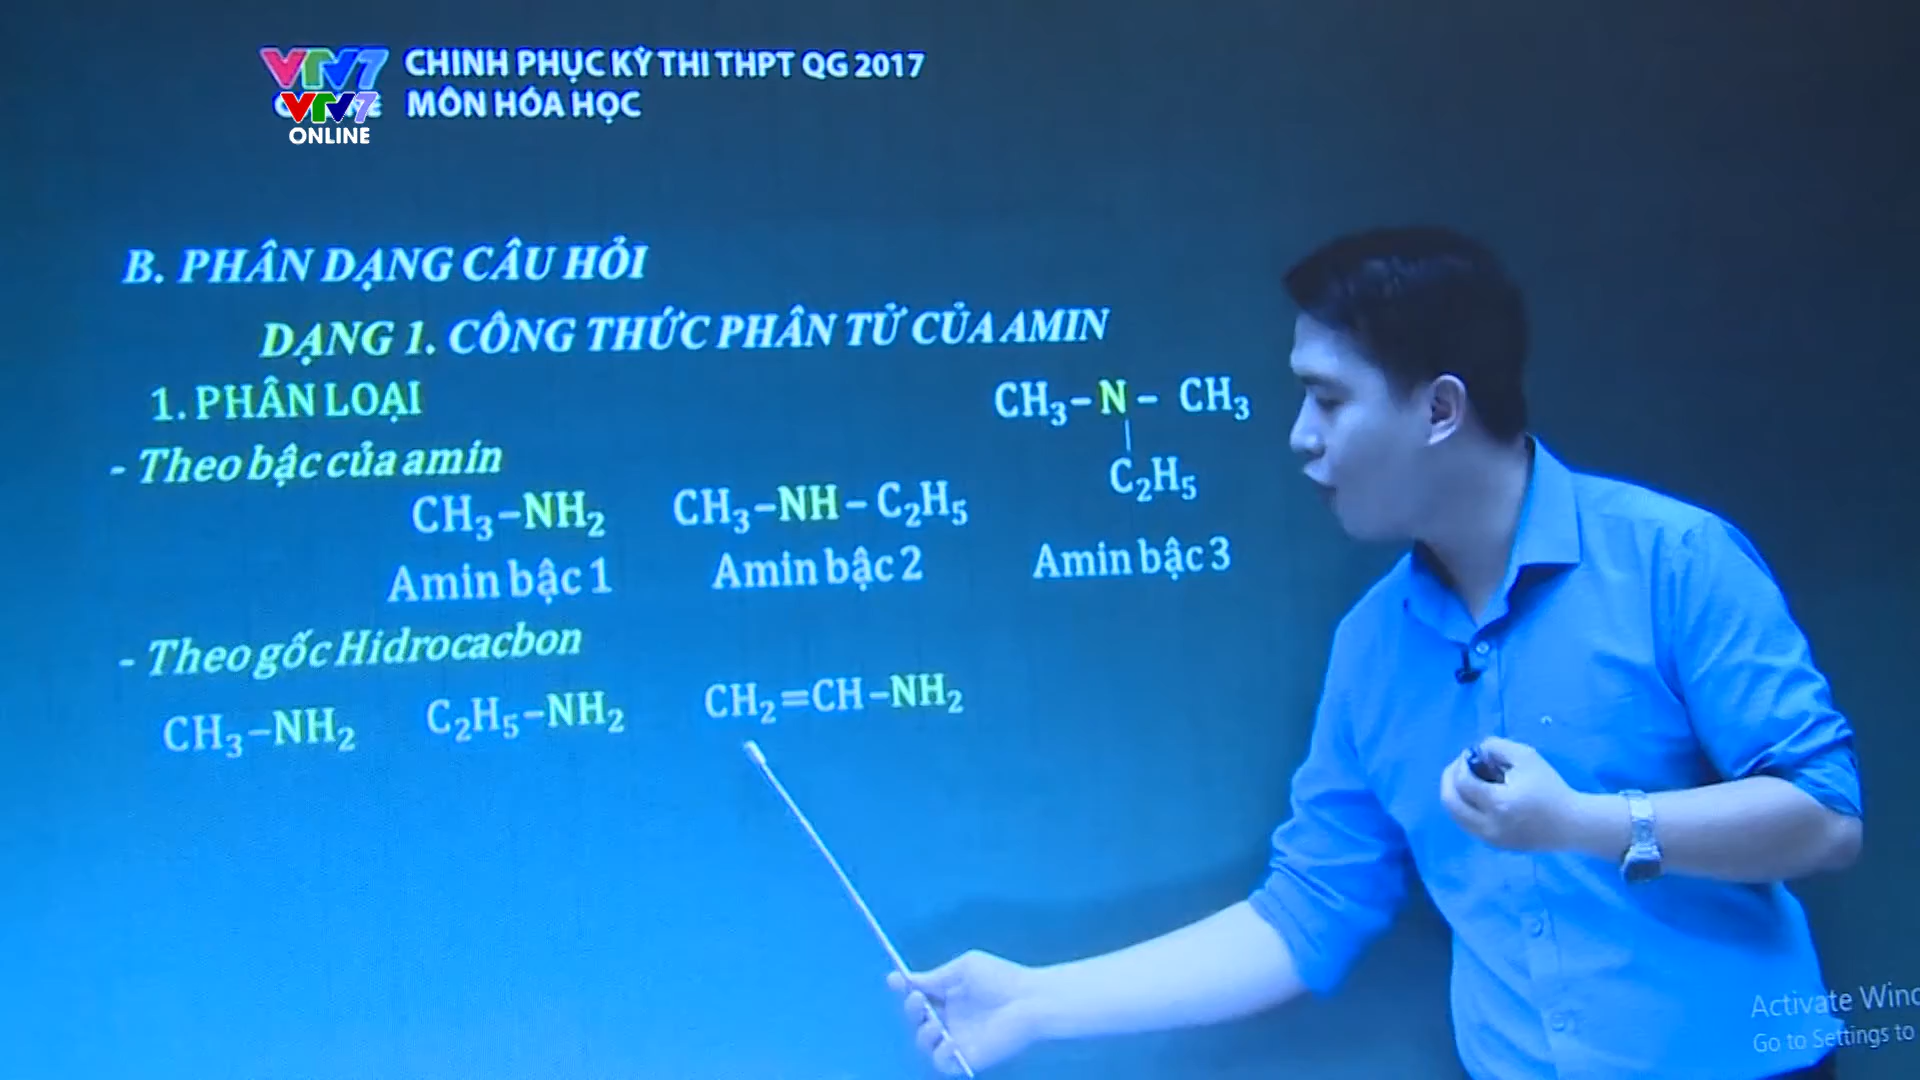 VTV7
CHINH PHỤC KỲ THI THPT QG 2017
VTV7
MÔN HÓA HỌC
ONLINE
B. PHÂN DẠNG CÂU HỎI
DẠNG 1. CÔNG THỨC PHÂN TỬ CỦA AMIN
1. PHÂN LOẠI
CH₃–N– CH₃
|
C₂H₅
- Theo bậc của amin
CH₃–NH₂
CH₃–NH–C₂H₅
Amin bậc 1
Amin bậc 2
Amin bậc 3
- Theo gốc Hidrocacbon
CH₃–NH₂
C₂H₅–NH₂
CH₂=CH–NH₂
Activate Wind
Go to Settings to